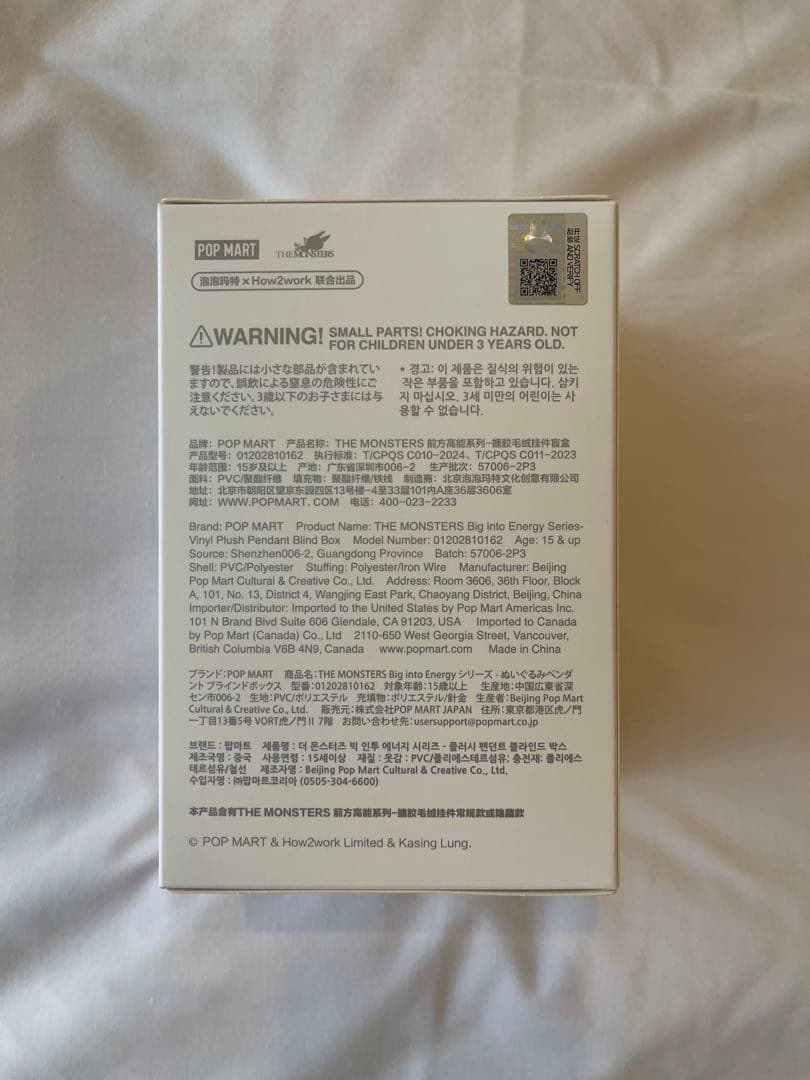 POP MART
THE MONSTERS
泡泡玛特 × How2work 联合出品
SCRATCH OFF
AND VERIFY
WARNING! SMALL PARTS! CHOKING HAZARD. NOT
FOR CHILDREN UNDER 3 YEARS OLD.
警告!製品には小さな部品が含まれてい
ますので、誤飲による窒息の危険性にご
注意ください。3歳以下のお子さまには与
えないでください。
* 경고: 이 제품은 질식의 위험이 있는
작은 부품을 포함하고 있습니다. 삼키
지 마십시오. 3세 미만의 어린이는 사
용할 수 없습니다.
品牌: POP MART 产品名称: THE MONSTERS 前方高能系列-搪胶毛绒挂件盲盒
产品型号: 01202810162 执行标准: T/CPQS C010-2024、T/CPQS C011-2023
年龄范围: 15岁及以上 产地: 广东省深圳市006-2 生产批次: 57006-2P3
面料: PVC/聚酯纤维 填充物: 聚酯纤维/铁线 制造商: 北京泡泡玛特文化创意有限公司
地址: 北京市朝阳区望京东园四区13号楼-4至33层101内A座36层3606室
网址: WWW.POPMART. COM 电话: 400-023-2233
Brand: POP MART Product Name: THE MONSTERS Big into Energy Series-
Vinyl Plush Pendant Blind Box Model Number: 01202810162 Age: 15 & up
Source: Shenzhen006-2, Guangdong Province Batch: 57006-2P3
Shell: PVC/Polyester Stuffing: Polyester/Iron Wire Manufacturer: Beijing
Pop Mart Cultural & Creative Co., Ltd. Address: Room 3606, 36th Floor, Block
A, 101, No. 13, District 4, Wangjing East Park, Chaoyang District, Beijing, China
Importer/Distributor: Imported to the United States by Pop Mart Americas Inc.
101 N Brand Blvd Suite 606 Glendale, CA 91203, USA Imported to Canada
by Pop Mart (Canada) Co., Ltd 2110-650 West Georgia Street, Vancouver,
British Columbia V6B 4N9, Canada www.popmart.com Made in China
ブランド:POP MART 商品名:THE MONSTERS Big into Energy シリーズ - ぬいぐるみペンダ
ント ブラインドボックス 型番:01202810162 対象年齢:15歳以上 生産地:中国広東省深
セン市006-2 生地:PVC/ポリエステル 充填物:ポリエステル/針金 生産者:Beijing Pop Mart
Cultural & Creative Co., Ltd. 販売元:株式会社POP MART JAPAN 住所:東京都港区虎ノ門
一丁目13番5号 VORT虎ノ門Ⅱ 7階 お問い合わせ先:usersupport@popmart.co.jp
브랜드 : 팝마트 제품명 : 더 몬스터즈 빅 인투 에너지 시리즈 - 플러시 펜던트 블라인드 박스
제조국명 : 중국 사용연령 : 15세이상 재질 : 옷감 : PVC/폴리에스테르섬유; 충전재: 폴리에스
테르섬유/철선 제조자명 : Beijing Pop Mart Cultural & Creative Co., Ltd.
수입자명 : ㈜팝마트코리아 (0505-304-6600)
本产品含有THE MONSTERS 前方高能系列-搪胶毛绒挂件常规款或隐藏款
© POP MART & How2work Limited & Kasing Lung.